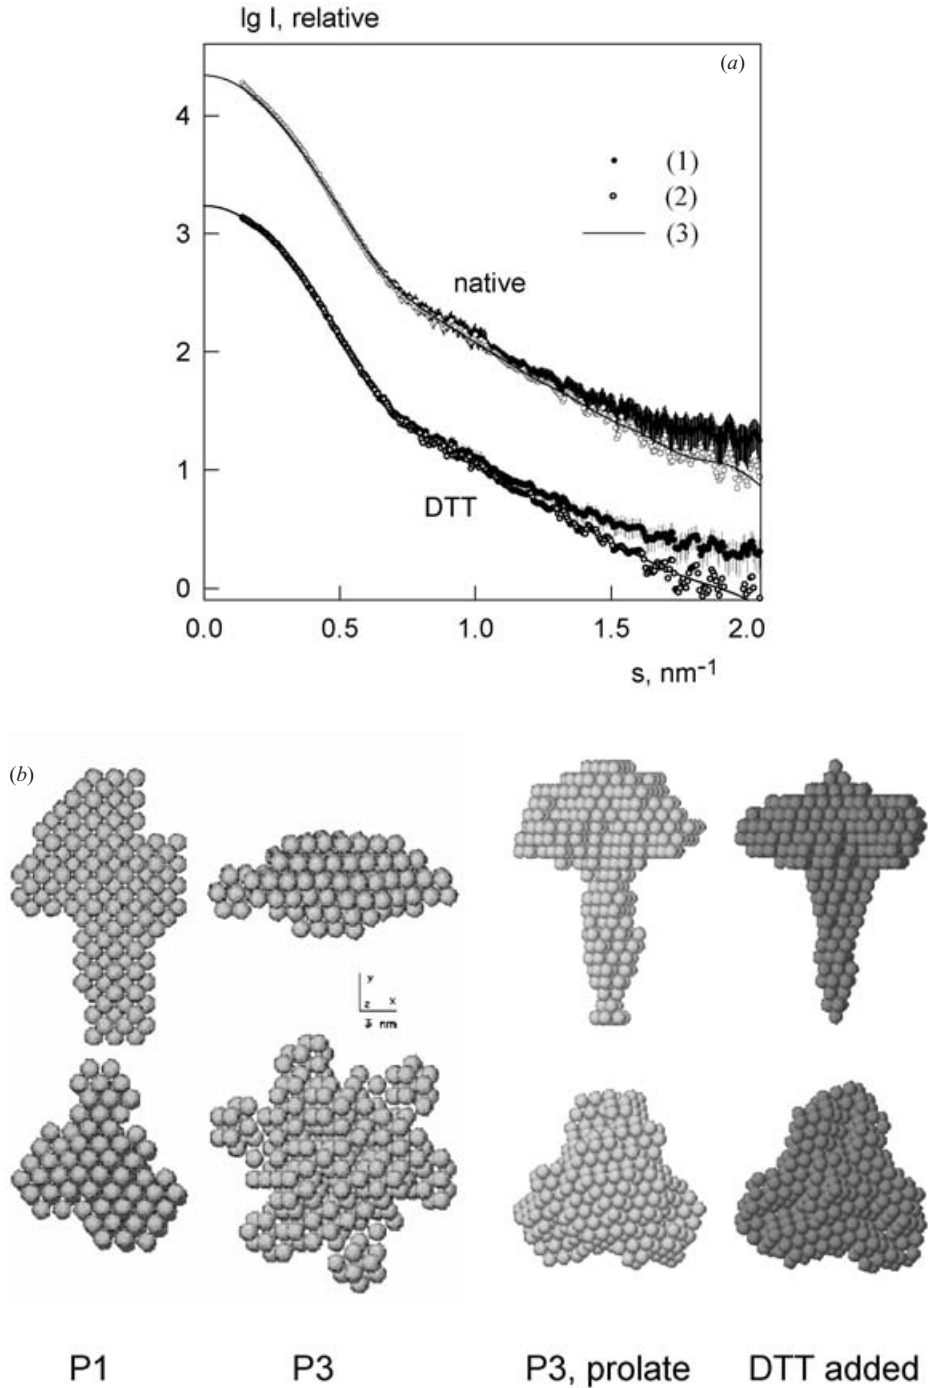 lg I, relative
(a)
4
(1)
(2)
3
(3)
native
2
1
DTT
0
0.0 0.5 1.0 1.5 2.0
s, nm-1
(b)
y
z x
nm
P1 P3 P3, prolate DTT added